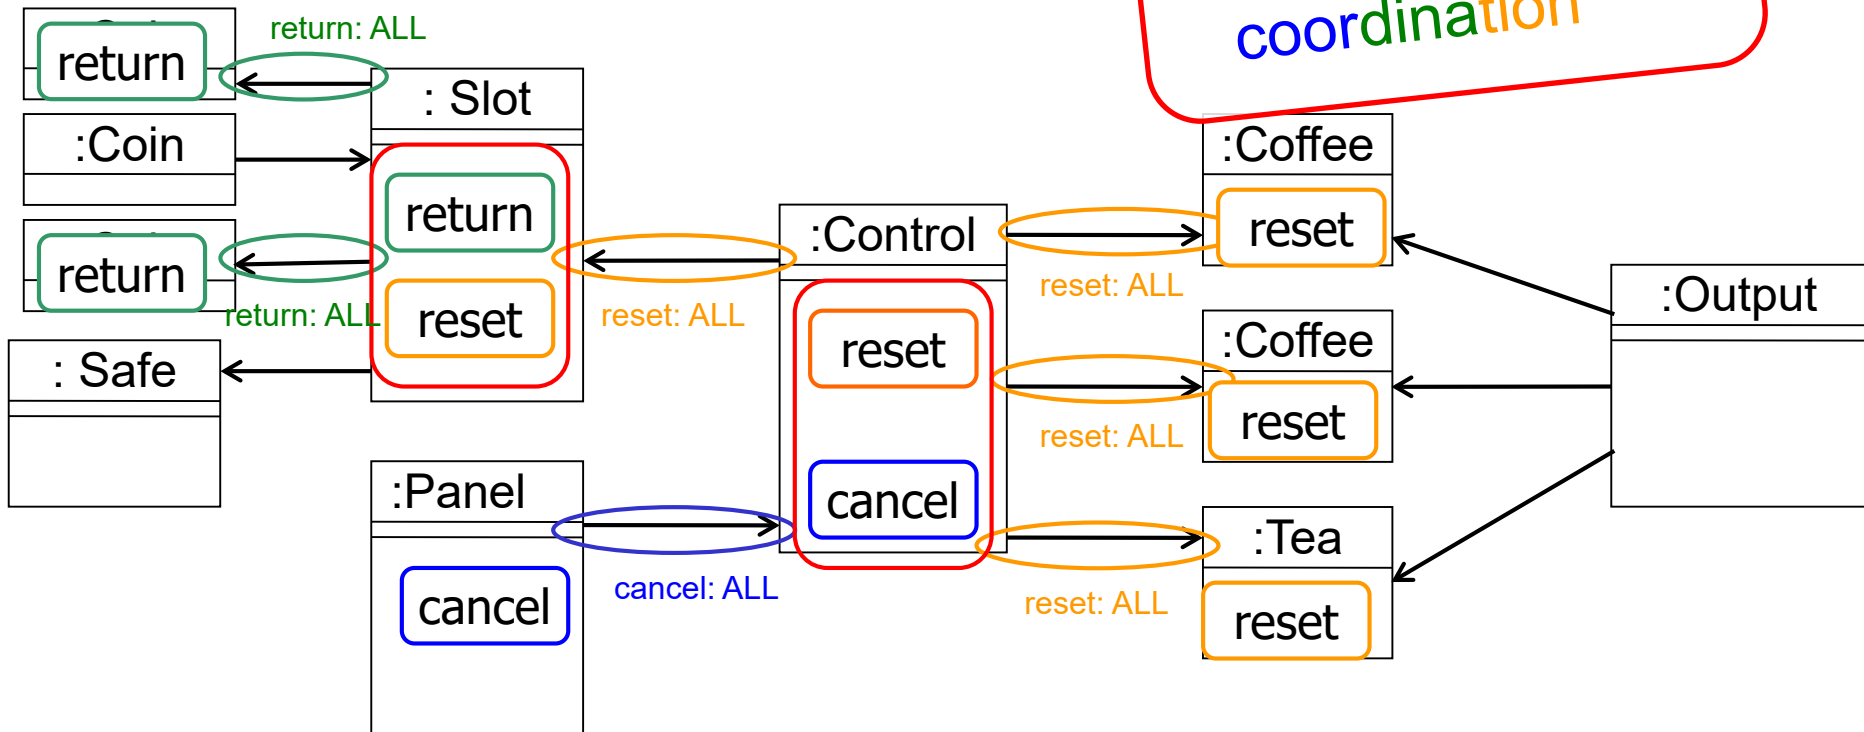 return
return: ALL
coordination
: Slot
:Coin
return
reset
return
return: ALL
: Safe
reset: ALL
:Control
reset
cancel
:Panel
cancel
cancel: ALL
:Coffee
reset
reset: ALL
:Coffee
reset
reset: ALL
:Tea
reset
reset: ALL
:Output